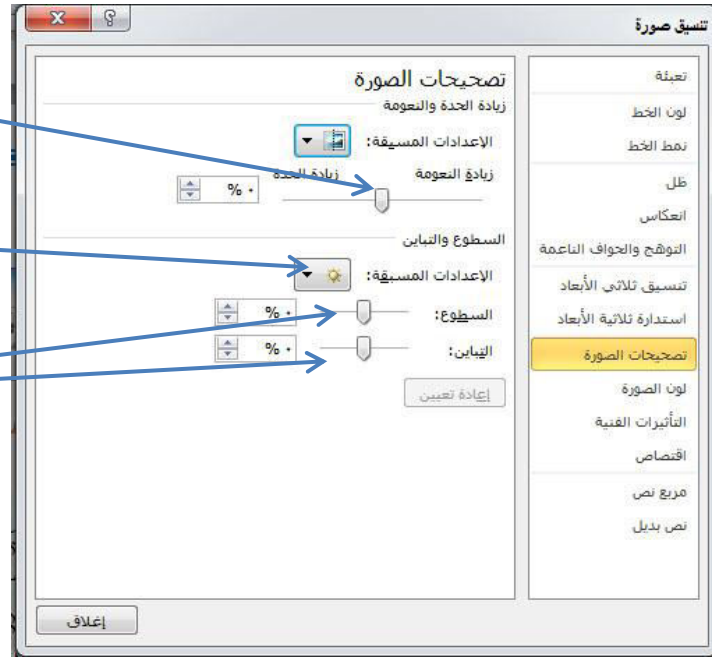 تنسيق صورة
تعبئة
لون الخط
نمط الخط
ظل
انعكاس
التوهج والحواف الناعمة
تنسيق ثلاثي الأبعاد
استدارة ثلاثية الأبعاد
تصحيحات الصورة
لون الصورة
التأثيرات الفنية
اقتصاص
مربع نص
نص بديل
تصحيحات الصورة
زيادة الحدة والنعومة
الإعدادات المسبقة:
زيادة النعومة زيادة الحدة
٠ %
السطوع والتباين
الإعدادات المسبقة:
السطوع: ٠ %
التباين: ٠ %
إعادة تعيين
إغلاق